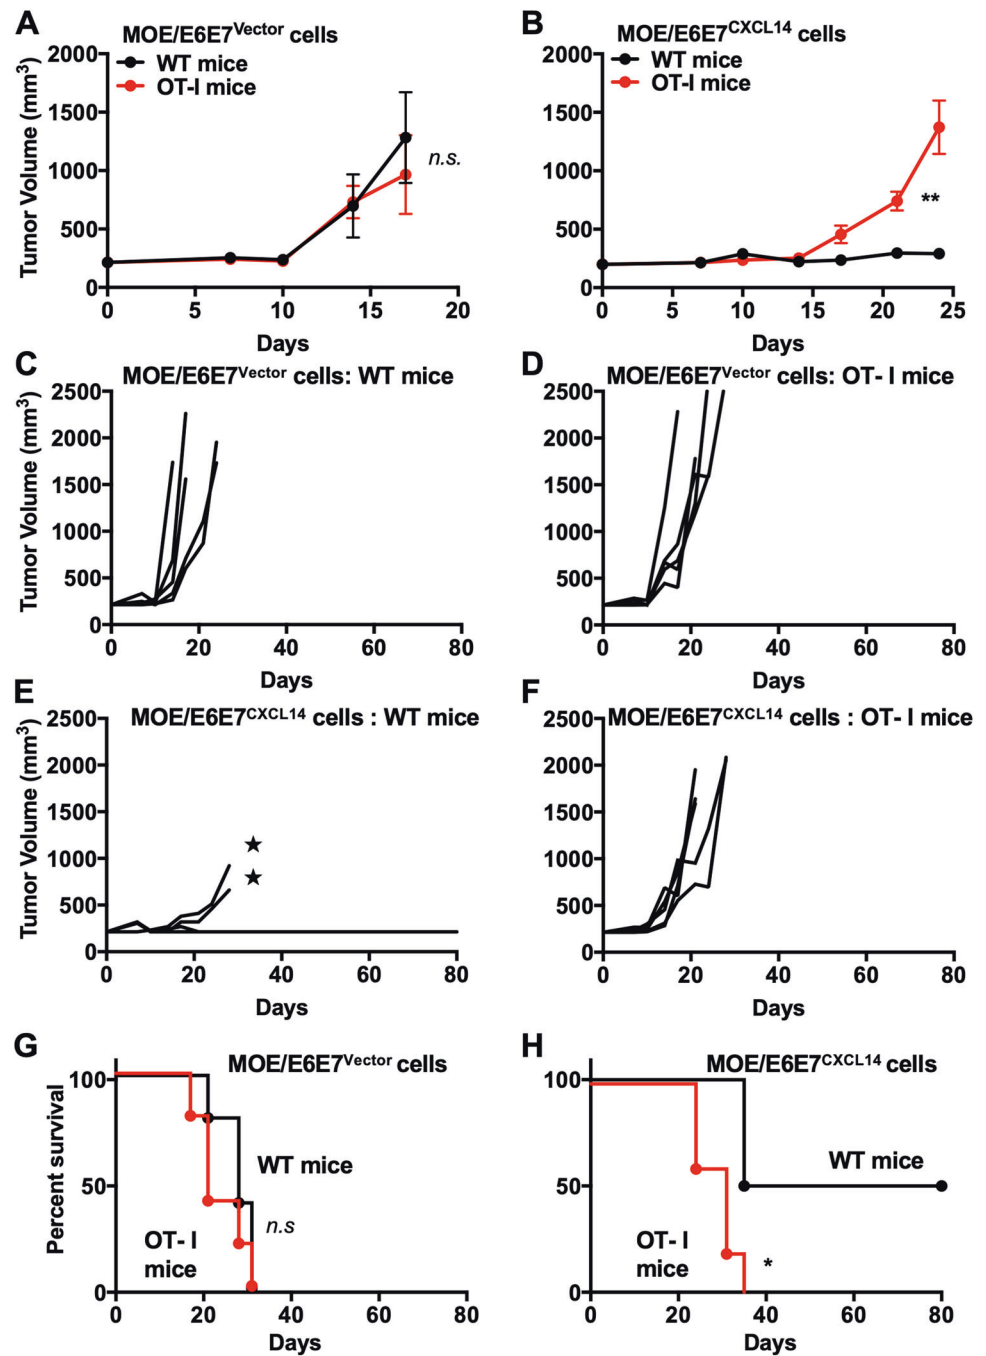 A
MOE/E6E7Vector cells
WT mice
OT-I mice
Tumor Volume (mm3)
2000
1500
1000
500
0
n.s.
0 5 10 15 20
Days
B
MOE/E6E7CXCL14 cells
WT mice
OT-I mice
2000
1500
1000
500
0
**
0 5 10 15 20 25
Days
C
MOE/E6E7Vector cells: WT mice
Tumor Volume (mm3)
2500
2000
1500
1000
500
0
0 20 40 60 80
Days
D
MOE/E6E7Vector cells: OT- I mice
2500
2000
1500
1000
500
0
0 20 40 60 80
Days
E
MOE/E6E7CXCL14 cells : WT mice
Tumor Volume (mm3)
2500
2000
1500
1000
500
0
0 20 40 60 80
Days
F
MOE/E6E7CXCL14 cells : OT- I mice
2500
2000
1500
1000
500
0
0 20 40 60 80
Days
G
MOE/E6E7Vector cells
Percent survival
100
50
0
WT mice
n.s
OT- I
mice
0 20 40 60 80
Days
H
MOE/E6E7CXCL14 cells
100
50
0
WT mice
OT- I
mice
*
0 20 40 60 80
Days